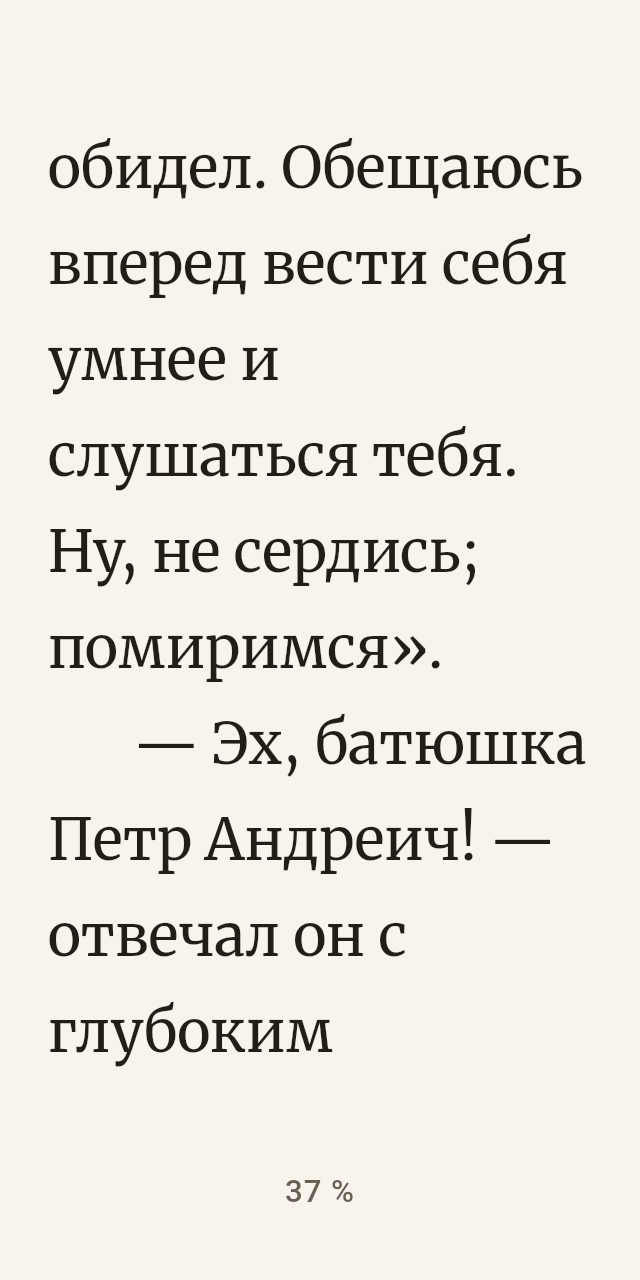 обидел. Обещаюсь
вперед вести себя
умнее и
слушаться тебя.
Ну, не сердись;
помиримся».
— Эх, батюшка
Петр Андреич! —
отвечал он с
глубоким
37 %